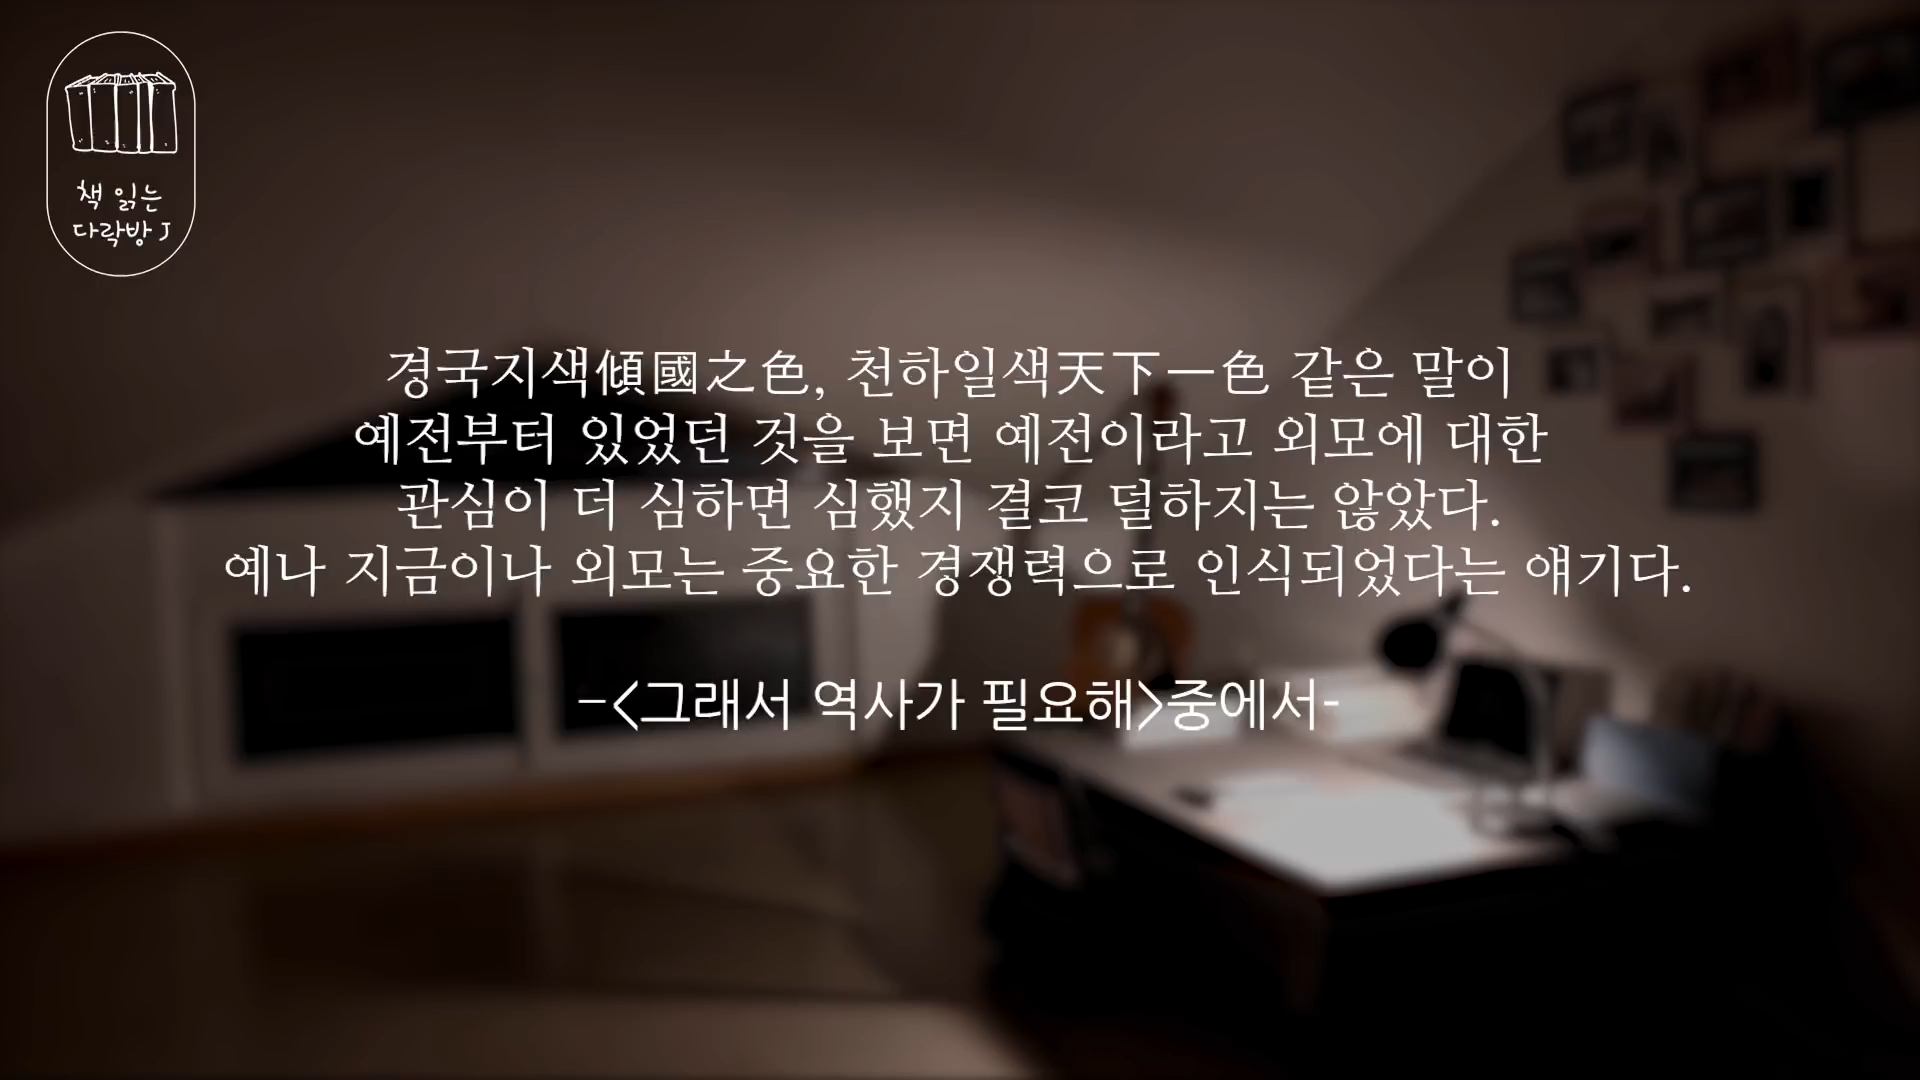 책 읽는
다락방 J
경국지색傾國之色, 천하일색天下一色 같은 말이
예전부터 있었던 것을 보면 예전이라고 외모에 대한
관심이 더 심하면 심했지 결코 덜하지는 않았다.
예나 지금이나 외모는 중요한 경쟁력으로 인식되었다는 얘기다.
-<그래서 역사가 필요해>중에서-